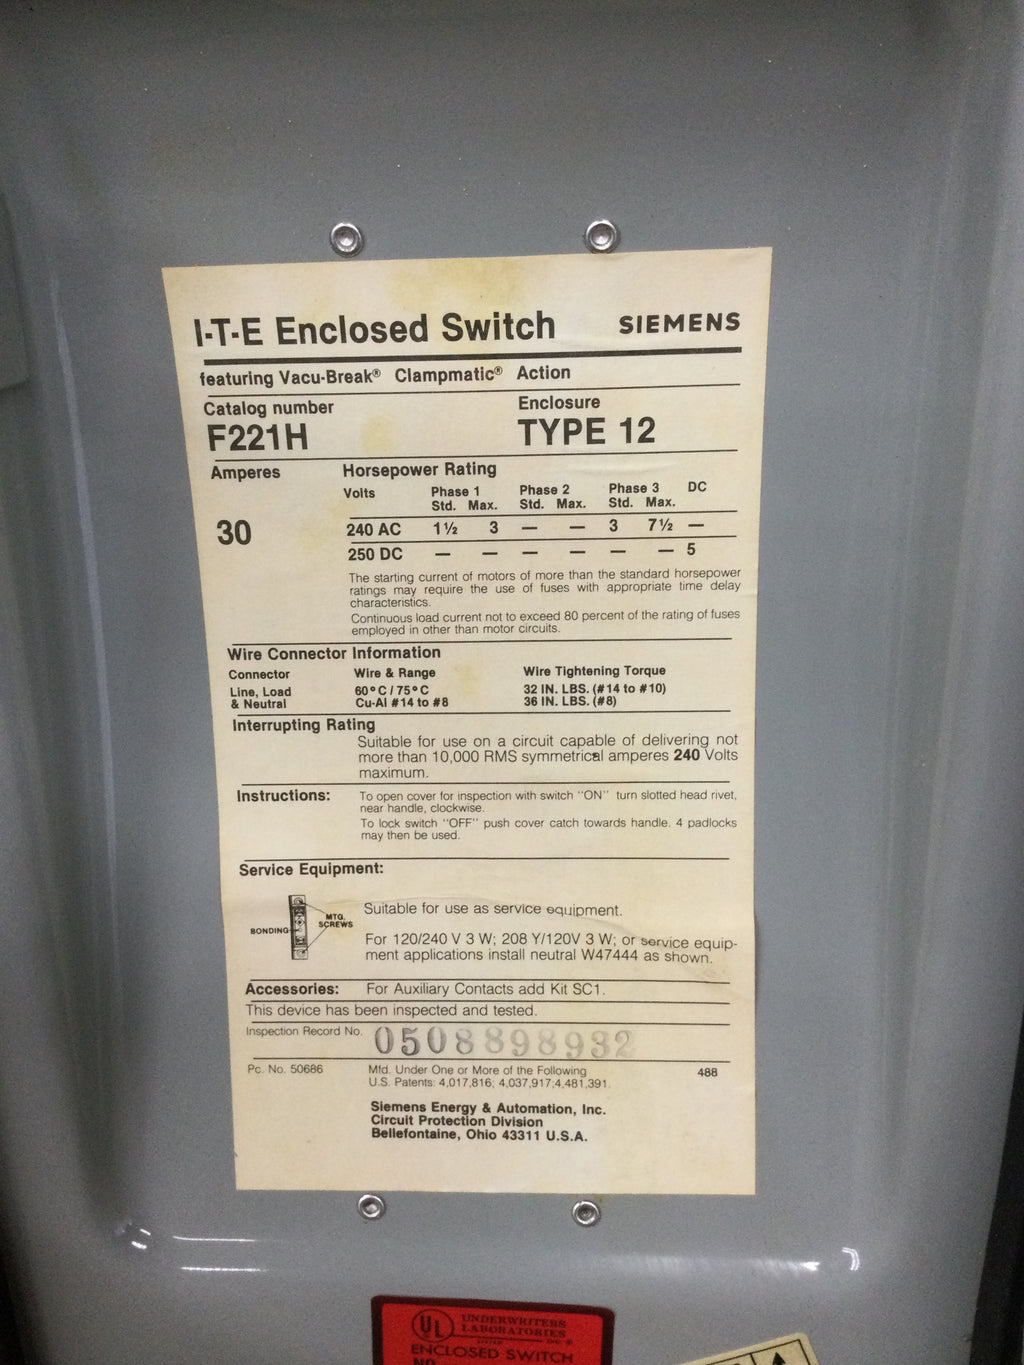 I-T-E Enclosed Switch SIEMENS
featuring Vacu-Break® Clampmatic® Action
Catalog number Enclosure
F221H TYPE 12
Amperes Horsepower Rating
Volts Phase 1 Phase 2 Phase 3 DC
Std. Max. Std. Max. Std. Max.
30 240 AC 1½ 3 — — 3 7½ —
250 DC — — — — — — 5
The starting current of motors of more than the standard horsepower
ratings may require the use of fuses with appropriate time delay
characteristics.
Continuous load current not to exceed 80 percent of the rating of fuses
employed in other than motor circuits.
Wire Connector Information
Connector Wire & Range Wire Tightening Torque
Line, Load 60°C/75°C 32 IN. LBS. (#14 to #10)
& Neutral Cu-Al #14 to #8 36 IN. LBS. (#8)
Interrupting Rating
Suitable for use on a circuit capable of delivering not
more than 10,000 RMS symmetrical amperes 240 Volts
maximum.
Instructions: To open cover for inspection with switch "ON" turn slotted head rivet,
near handle, clockwise.
To lock switch "OFF" push cover catch towards handle. 4 padlocks
may then be used.
Service Equipment:
MTG.
SCREWS
BONDING
Suitable for use as service equipment.
For 120/240 V 3 W; 208 Y/120V 3 W; or service equip-
ment applications install neutral W47444 as shown.
Accessories: For Auxiliary Contacts add Kit SC1.
This device has been inspected and tested.
Inspection Record No. 0508898932
Pc. No. 50686 Mfd. Under One or More of the Following 488
U.S. Patents: 4,017,816; 4,037,917;4,481,391.
Siemens Energy & Automation, Inc.
Circuit Protection Division
Bellefontaine, Ohio 43311 U.S.A.
UL UNDERWRITERS
LABORATORIES
INC.®
ENCLOSED SWITCH
NO.